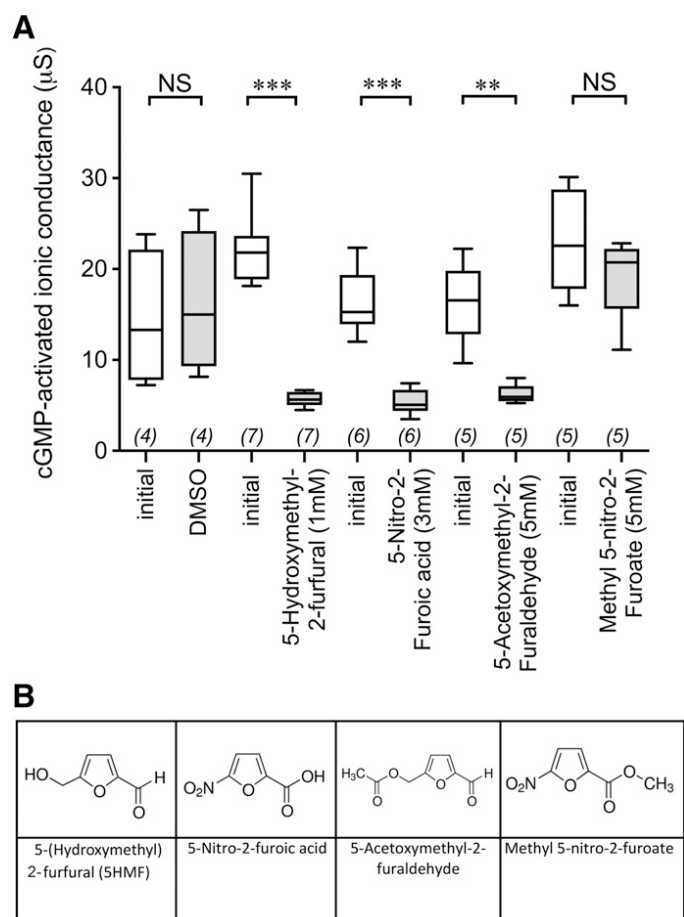 A
NS
***
***
**
NS
cGMP-activated ionic conductance (μS)
40
30
20
10
0
(4)
(4)
(7)
(7)
(6)
(6)
(5)
(5)
(5)
(5)
initial
DMSO
initial
5-Hydroxymethyl-
2-furfural (1mM)
initial
5-Nitro-2-
Furoic acid (3mM)
initial
5-Acetoxymethyl-2-
Furaldehyde (5mM)
initial
Methyl 5-nitro-2-
Furoate (5mM)
B
HO
O
H
O
O₂N
O
OH
O
H₃C
O
O
O
H
O
O₂N
O
O
CH₃
O
5-(Hydroxymethyl)
2-furfural (5HMF)
5-Nitro-2-furoic acid
5-Acetoxymethyl-2-
furaldehyde
Methyl 5-nitro-2-furoate